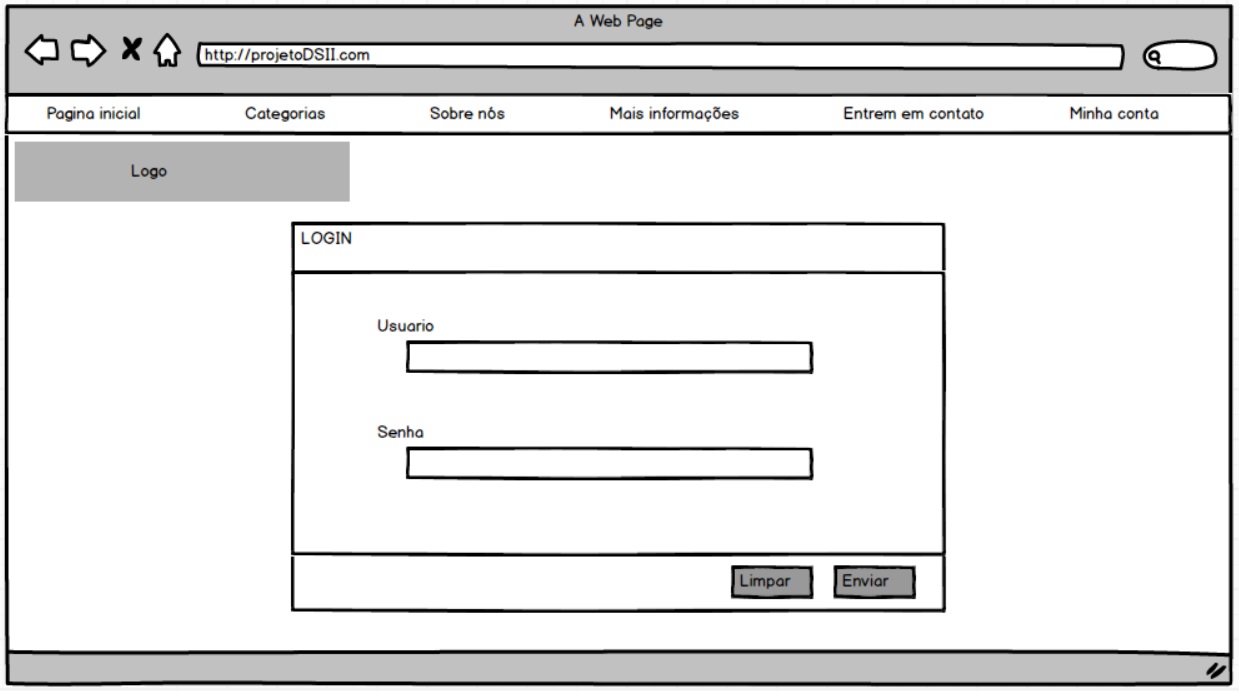 A Web Page
http://projetoDSII.com
Pagina inicial Categorias Sobre nós Mais informações Entrem em contato Minha conta
Logo
LOGIN
Usuario
Senha
Limpar Enviar